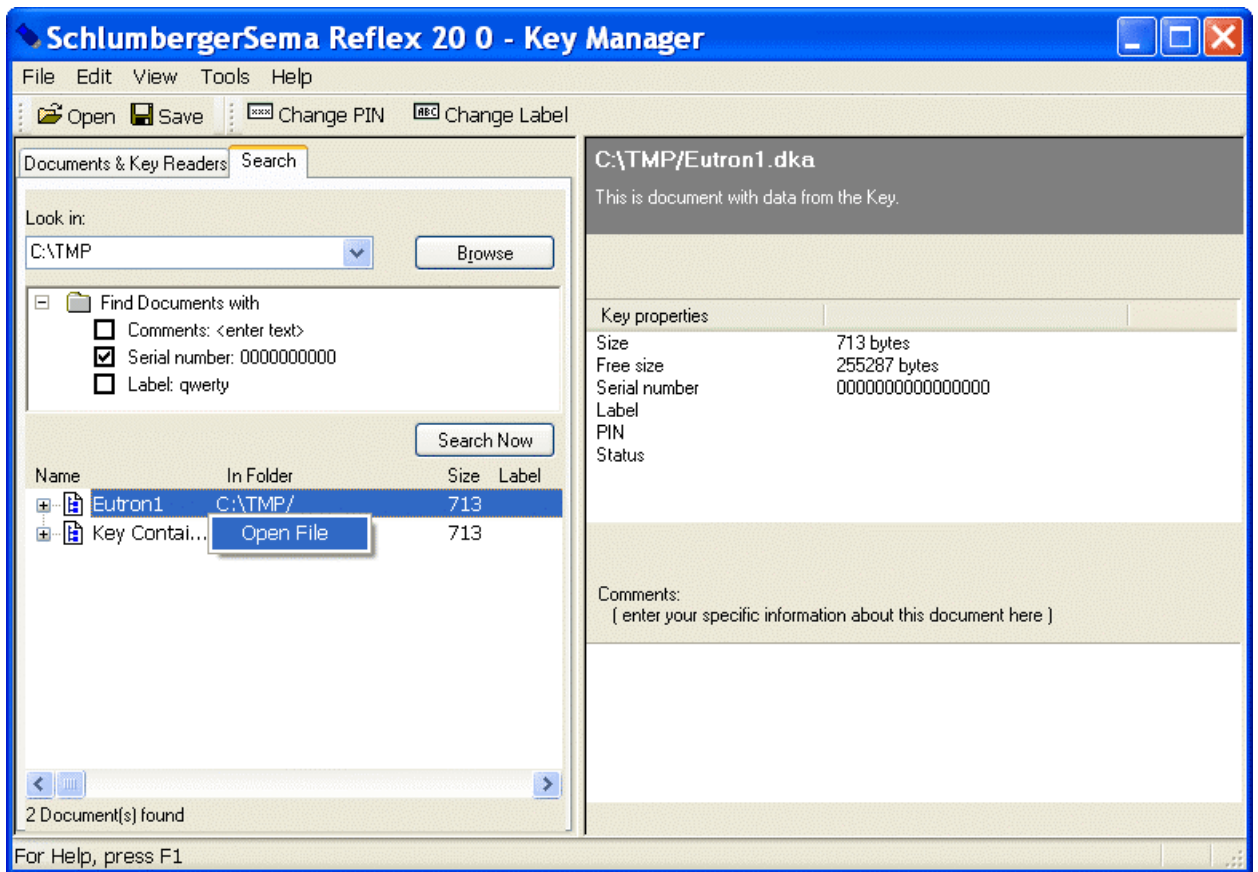 SchlumbergerSema Reflex 20 0 - Key Manager
File Edit View Tools Help
Open Save Change PIN Change Label
Documents & Key Readers Search
Look in:
C:\TMP Browse
Find Documents with
Comments: <enter text>
Serial number: 0000000000
Label: qwerty
Search Now
Name In Folder Size Label
Eutron1 C:\TMP/ 713
Key Contai... Open File 713
2 Document(s) found
C:\TMP/Eutron1.dka
This is document with data from the Key.
Key properties
Size 713 bytes
Free size 255287 bytes
Serial number 0000000000000000
Label
PIN
Status
Comments:
( enter your specific information about this document here )
For Help, press F1